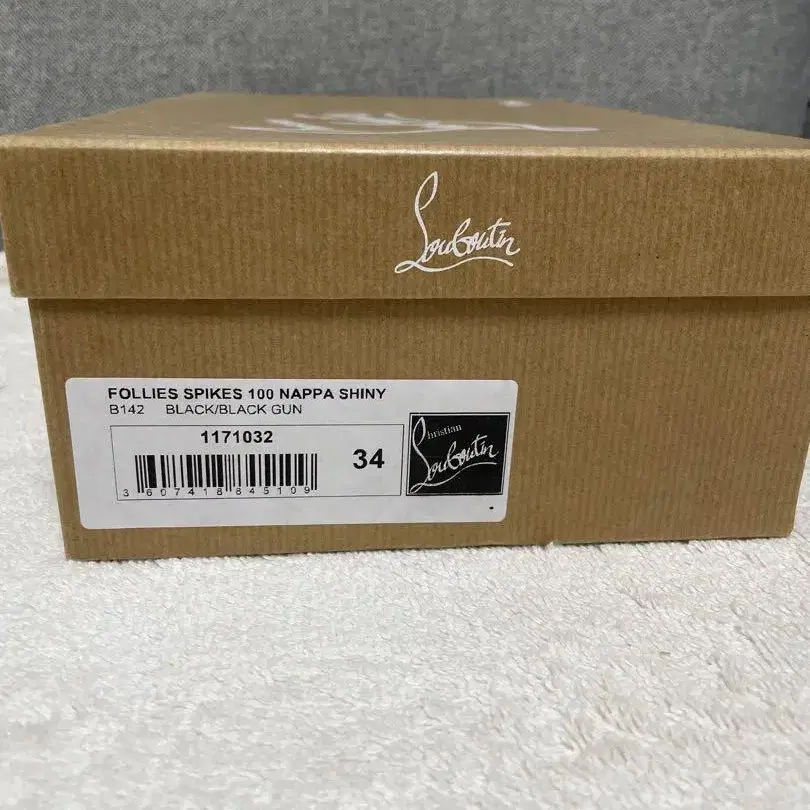 Louboutin
FOLLIES SPIKES 100 NAPPA SHINY
B142 BLACK/BLACK GUN
1171032
34
3 607418 845109
Christian
Louboutin